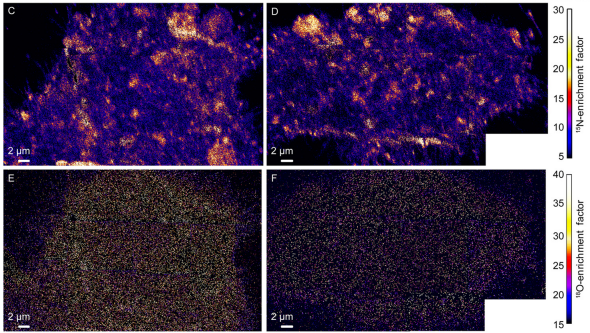 C
D
2 μm
2 μm
30
25
20
15
10
5
¹⁵N-enrichment factor
E
F
2 μm
2 μm
40
35
30
25
20
15
¹⁸O-enrichment factor